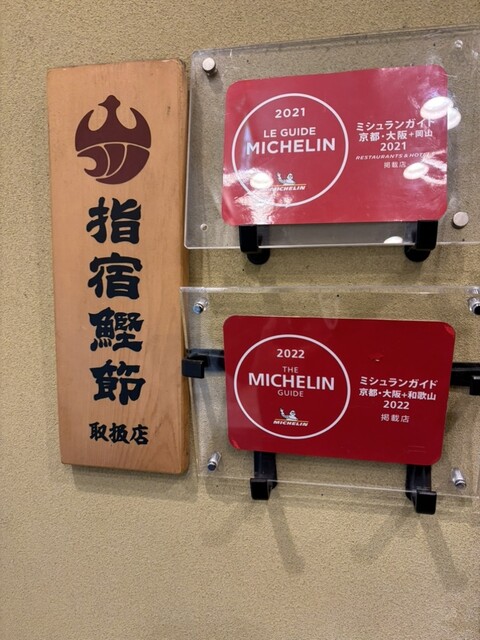 指宿鰹節
取扱店
2021
LE GUIDE
MICHELIN
MICHELIN
ミシュランガイド
京都・大阪+岡山
2021
RESTAURANTS & HOTELS
掲載店
2022
THE
MICHELIN
GUIDE
MICHELIN
ミシュランガイド
京都・大阪+和歌山
2022
掲載店